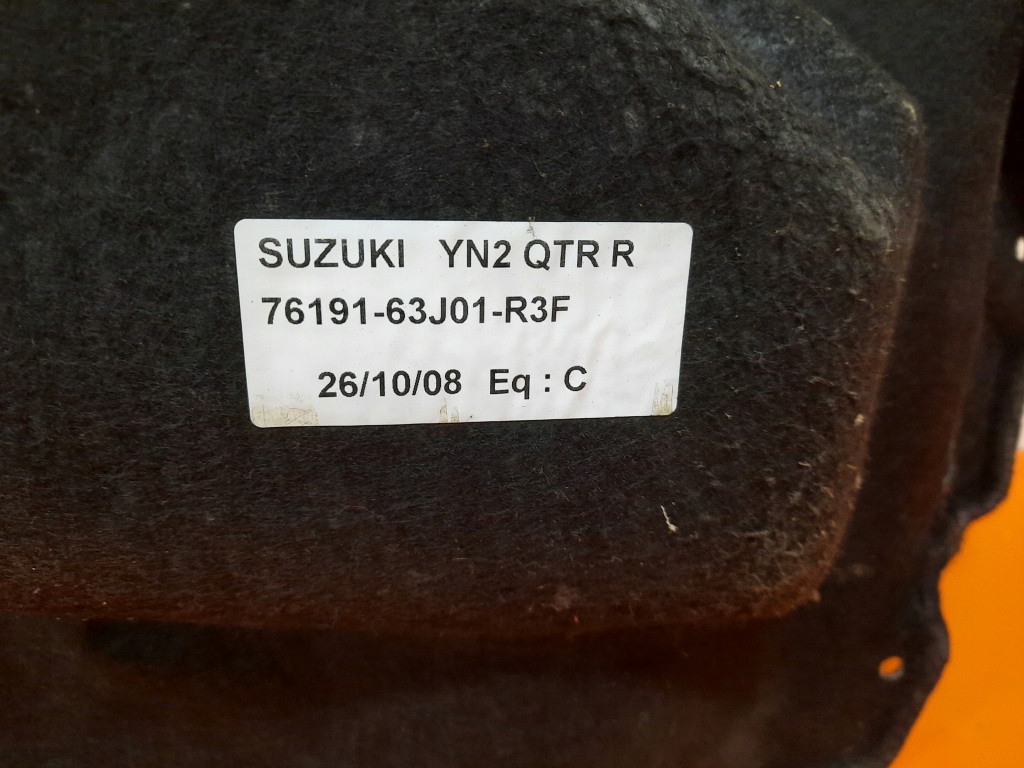 SUZUKI YN2 QTR R
76191-63J01-R3F
26/10/08 Eq : C